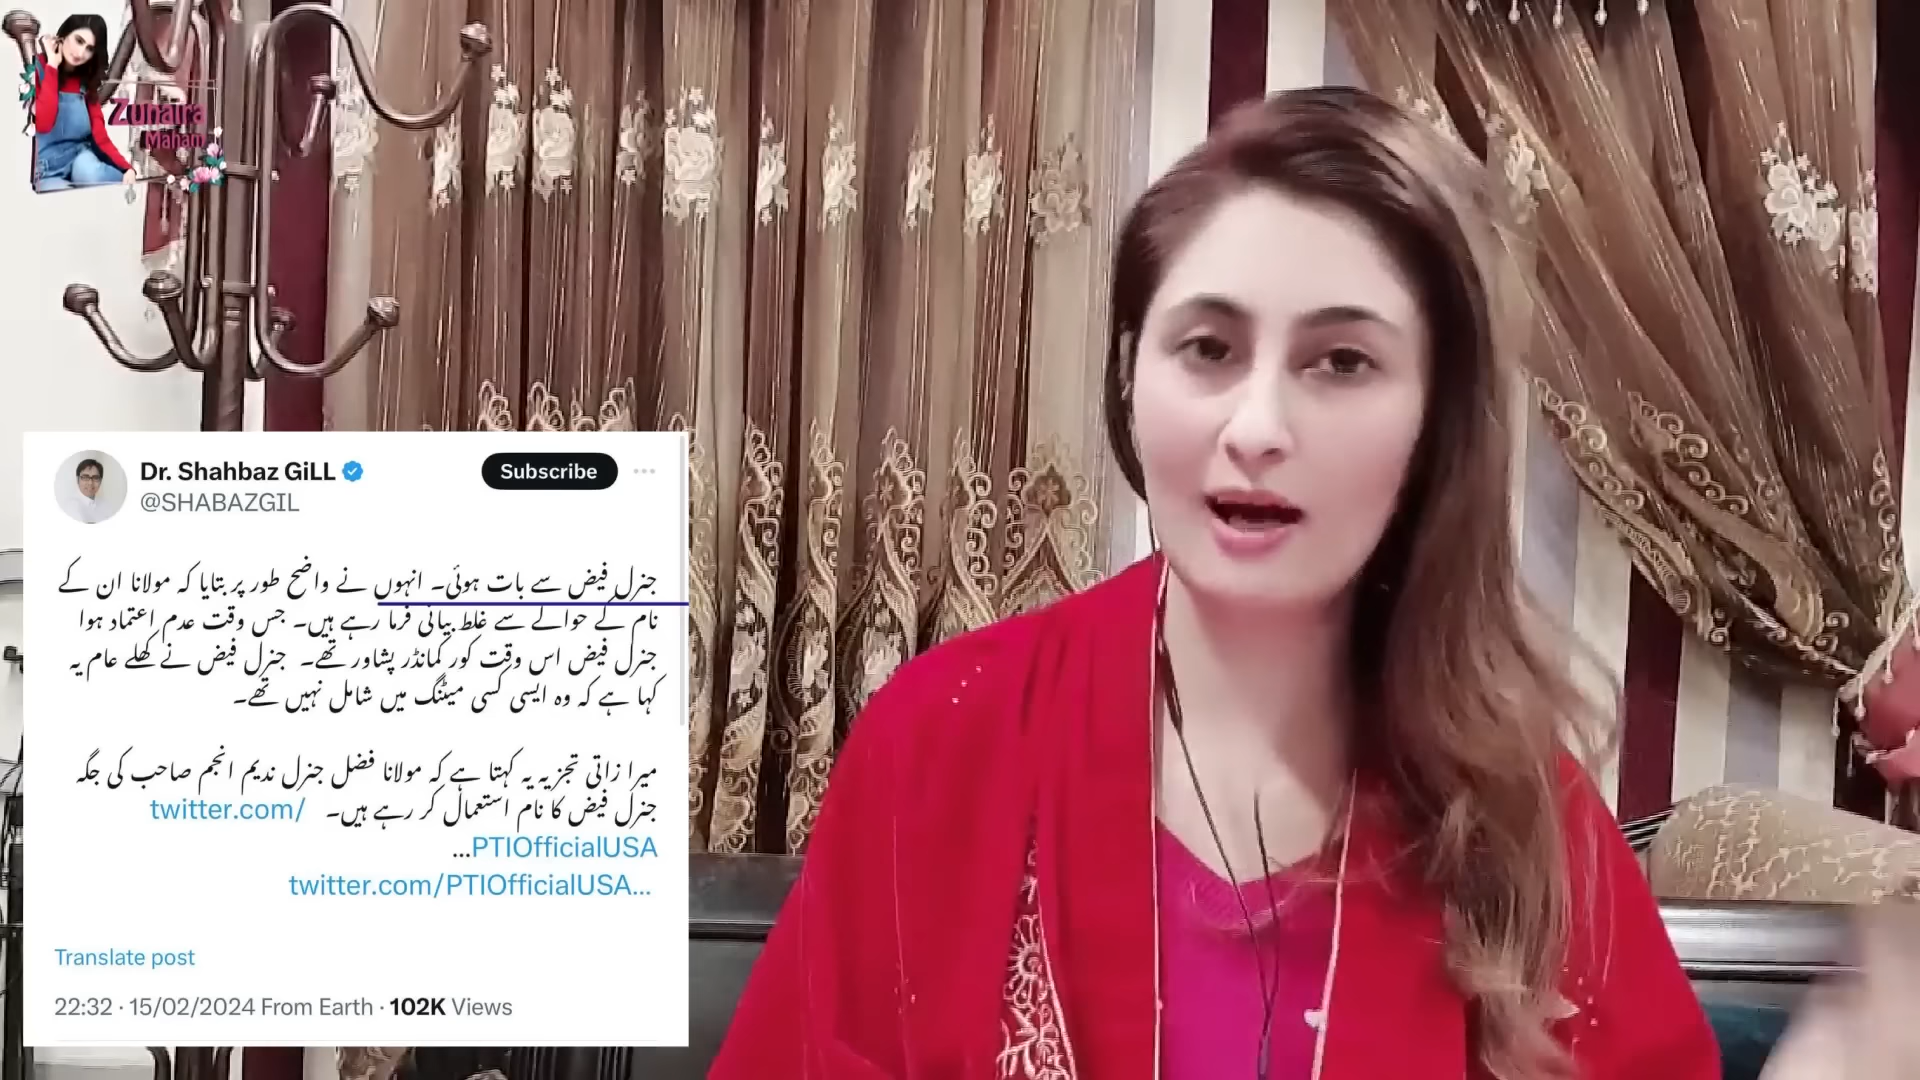 Zunaira
Maham
Dr. Shahbaz GiLL
@SHABAZGIL
Subscribe
جنرل فیض سے بات ہوئی۔ انہوں نے واضح طور پر بتایا کہ مولانا ان کے
نام کے حوالے سے غلط بیانی فرما رہے ہیں۔ جس وقت عدم اعتماد ہوا
جنرل فیض اس وقت کور کمانڈر پشاور تھے۔ جنرل فیض نے کھلے عام یہ
کہا ہے کہ وہ ایسی کسی میٹنگ میں شامل نہیں تھے۔
میرا زاتی تجزیہ یہ کہتا ہے کہ مولانا فضل جنرل ندیم انجم صاحب کی جگہ
جنرل فیض کا نام استعمال کر رہے ہیں۔ twitter.com/
PTIOfficialUSA...
twitter.com/PTIOfficialUSA...
Translate post
22:32 · 15/02/2024 From Earth · 102K Views